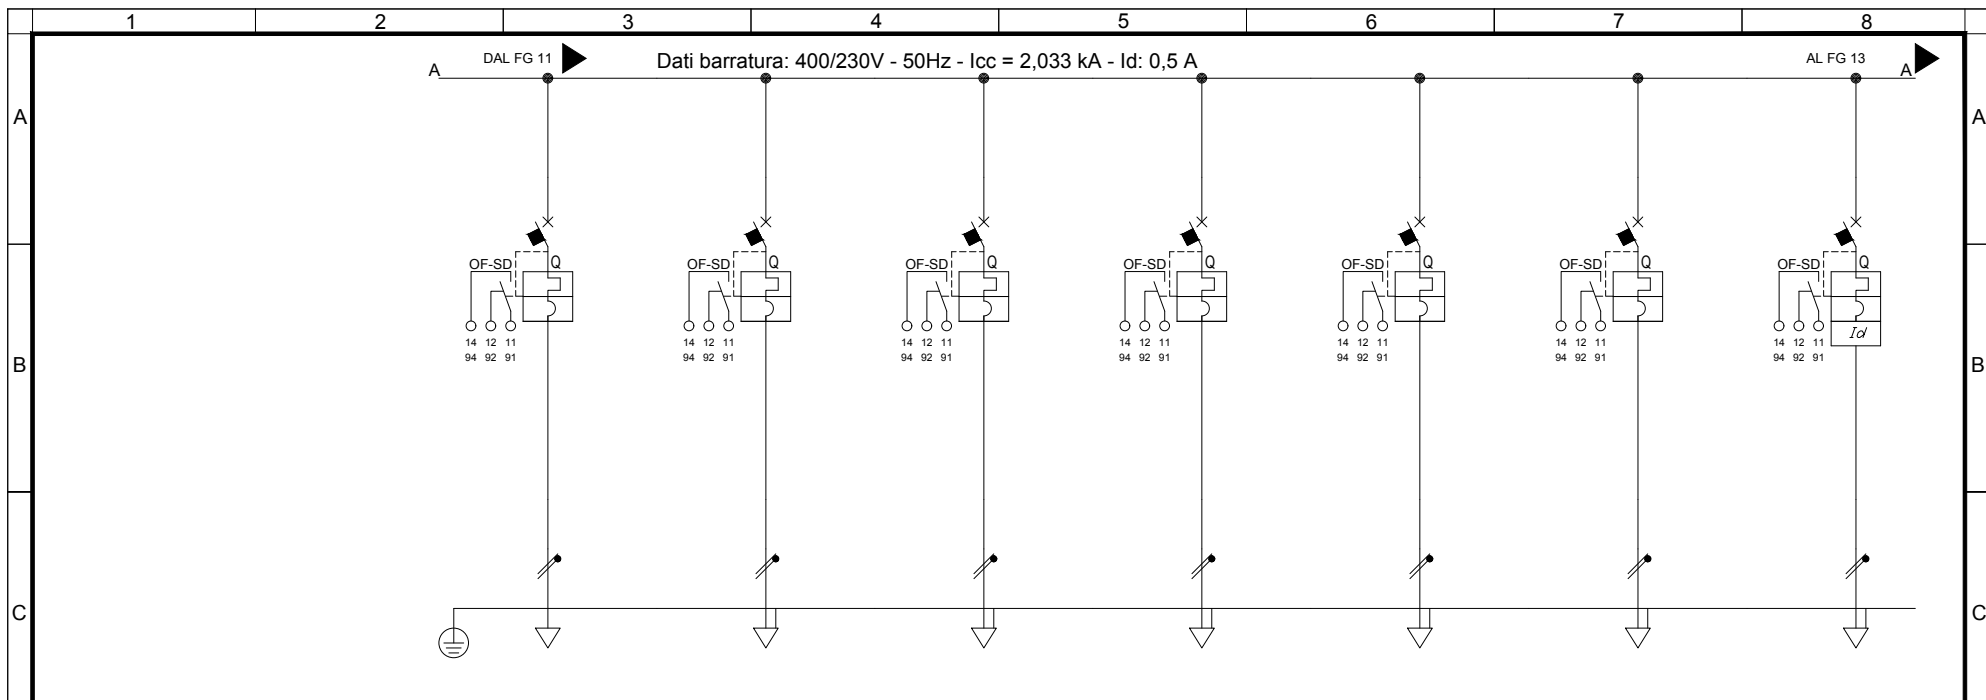 1 2 3 4 5 6 7 8
DAL FG 11 Dati barratura: 400/230V - 50Hz - Icc = 2,033 kA - Id: 0,5 A AL FG 13
A A
A A
OF-SD Q OF-SD Q OF-SD Q OF-SD Q OF-SD Q OF-SD Q OF-SD Q
Id
14 12 11 14 12 11 14 12 11 14 12 11 14 12 11 14 12 11 14 12 11
94 92 91 94 92 91 94 92 91 94 92 91 94 92 91 94 92 91 94 92 91
B B
C C